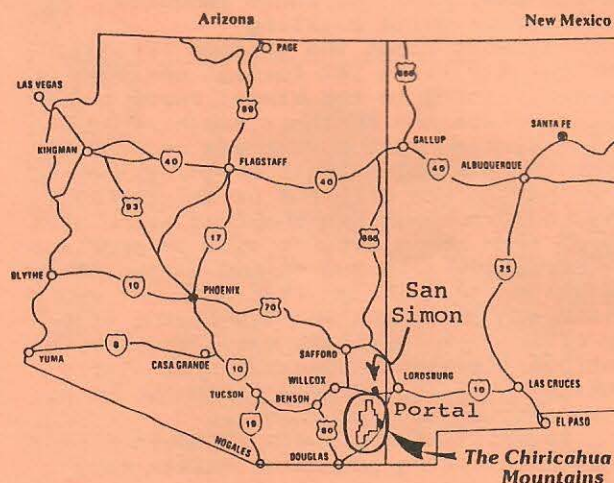 Arizona New Mexico
PAGE
666
LAS VEGAS
89
SANTA FE
KINGMAN
GALLUP
40
FLAGSTAFF
40
ALBUQUERQUE
40
93
17
666
25
BLYTHE
10
PHOENIX
70
San
Simon
8
YUMA
CASA GRANDE
SAFFORD
10
WILLCOX
LORDSBURG
10
LAS CRUCES
TUCSON
BENSON
Portal
19
80
EL PASO
NOGALES
DOUGLAS
The Chiricahua
Mountains